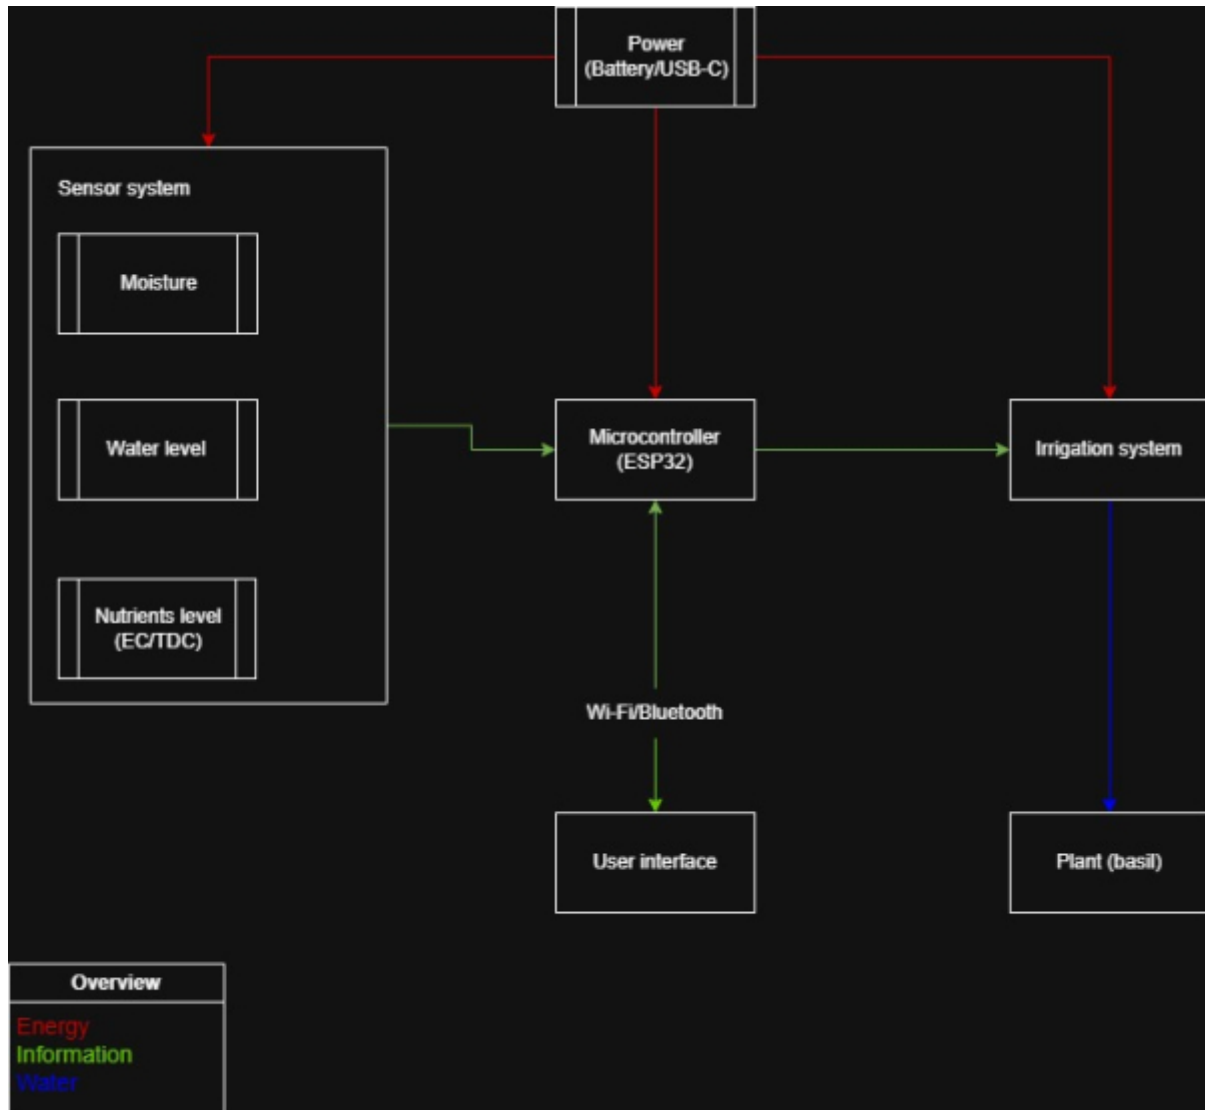 Power
(Battery/USB-C)
Sensor system
Moisture
Water level
Nutrients level
(EC/TDC)
Microcontroller
(ESP32)
Irrigation system
Wi-Fi/Bluetooth
User interface
Plant (basil)
Overview
Energy
Information
Water